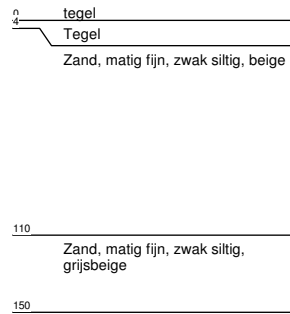 0 tegel
4
Tegel
Zand, matig fijn, zwak siltig, beige
110
Zand, matig fijn, zwak siltig,
grijsbeige
150